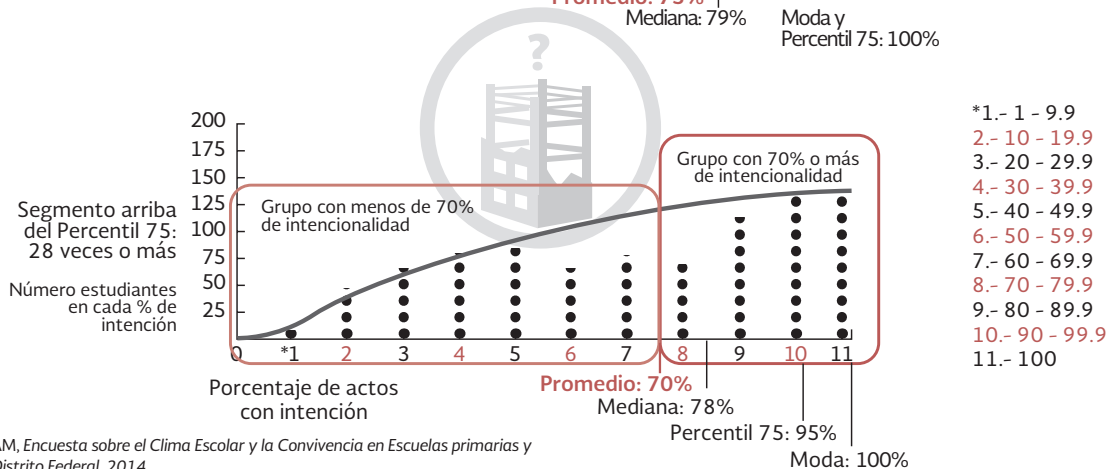 Promedio: 75%
Mediana: 79%
Moda y
Percentil 75: 100%
?
Segmento arriba
del Percentil 75:
28 veces o más
Número estudiantes
en cada % de
intención
200
175
150
125
100
75
50
25
Grupo con menos de 70%
de intencionalidad
Grupo con 70% o más
de intencionalidad
0 *1 2 3 4 5 6 7 8 9 10 11
Porcentaje de actos
con intención
Promedio: 70%
Mediana: 78%
Percentil 75: 95%
Moda: 100%
*1.- 1 - 9.9
2.- 10 - 19.9
3.- 20 - 29.9
4.- 30 - 39.9
5.- 40 - 49.9
6.- 50 - 59.9
7.- 60 - 69.9
8.- 70 - 79.9
9.- 80 - 89.9
10.- 90 - 99.9
11.- 100
AM, Encuesta sobre el Clima Escolar y la Convivencia en Escuelas primarias y
Distrito Federal, 2014